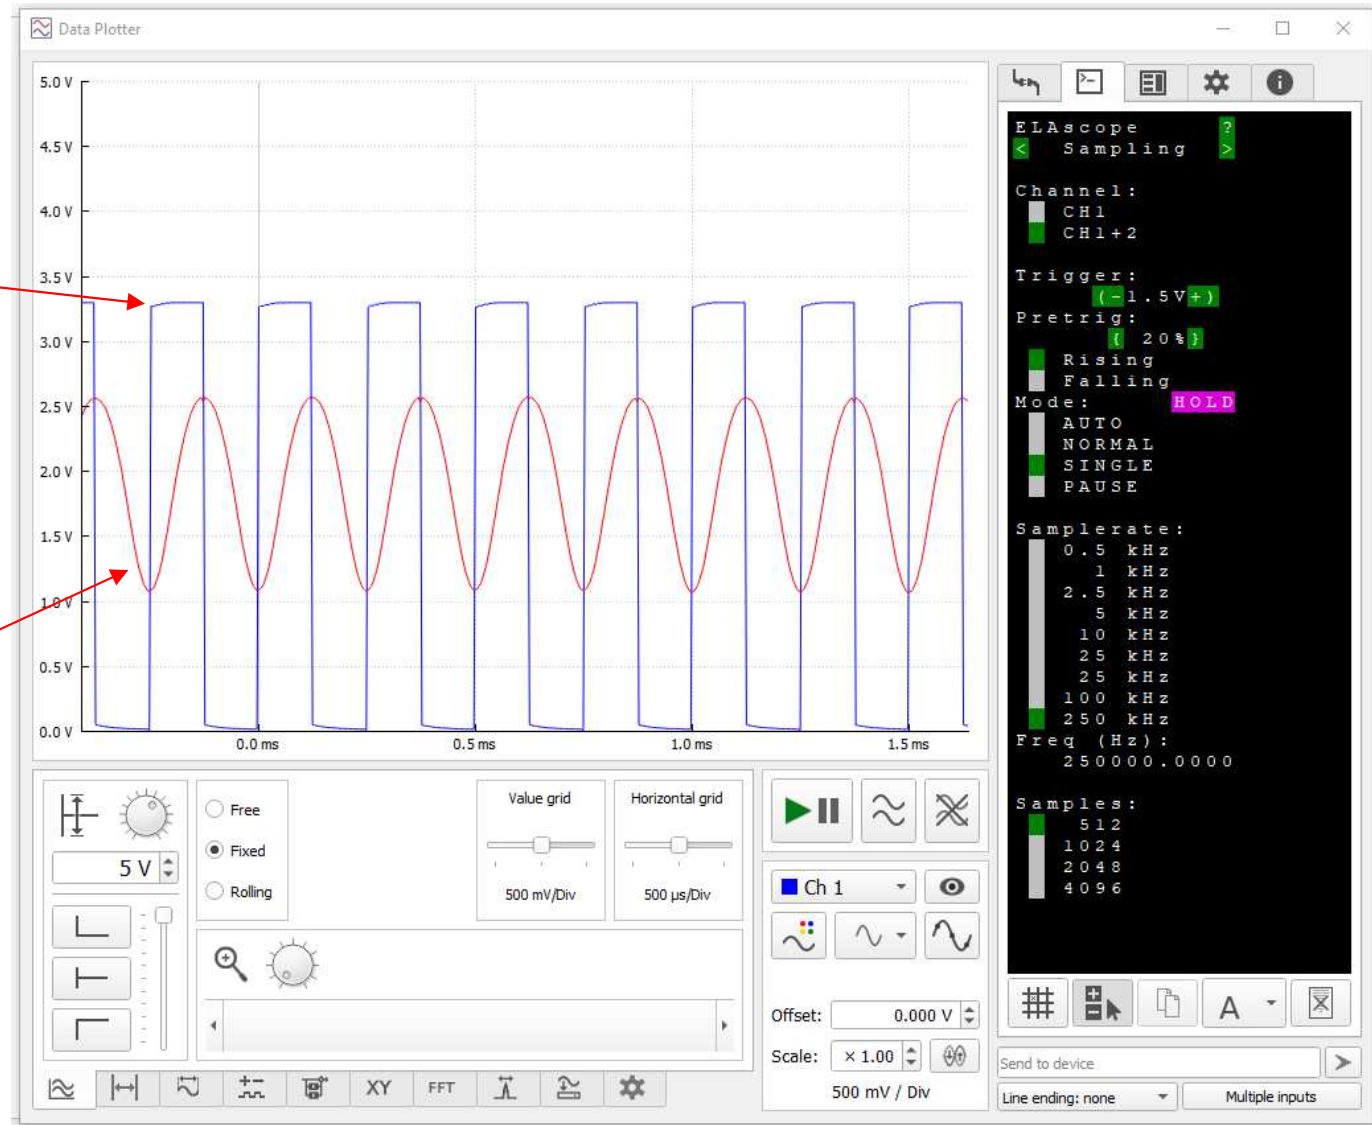 Data Plotter
5.0 V
4.5 V
4.0 V
3.5 V
3.0 V
2.5 V
2.0 V
1.5 V
1.0 V
0.5 V
0.0 V
0.0 ms
0.5 ms
1.0 ms
1.5 ms
ELAscope ?
< Sampling >
Channel:
CH1
CH1+2
Trigger:
(-1.5V+)
Pretrig:
{ 20%}
Rising
Falling
Mode: HOLD
AUTO
NORMAL
SINGLE
PAUSE
Samplerate:
0.5 kHz
1 kHz
2.5 kHz
5 kHz
10 kHz
25 kHz
25 kHz
100 kHz
250 kHz
Freq (Hz):
250000.0000
Samples:
512
1024
2048
4096
5 V
Free
Fixed
Rolling
Value grid
500 mV/Div
Horizontal grid
500 µs/Div
Ch 1
Offset: 0.000 V
Scale: × 1.00
500 mV / Div
XY
FFT
A
Send to device
Line ending: none
Multiple inputs